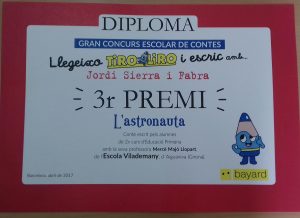 DIPLOMA
GRAN CONCURS ESCOLAR DE CONTES
Llegeixo TIRO LIRO i escric amb...
Jordi Sierra i Fabra
3r PREMI
L'astronauta
Conte escrit pels alumnes
de 2n curs d'Educació Primària
amb la seva professora Mercè Majó Llopart
de l'Escola Vilademany, d'Aiguaviva (Girona).
Barcelona, abril de 2017
bayard